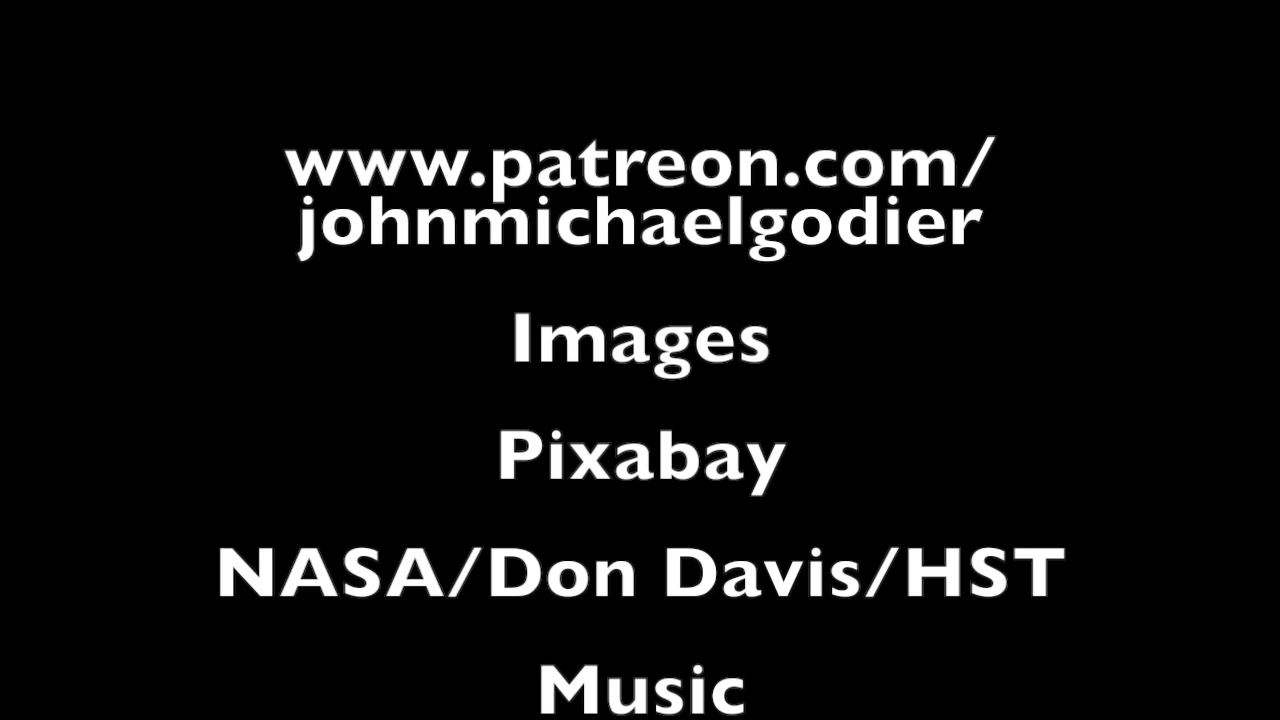 www.patreon.com/
johnmichaelgodier
Images
Pixabay
NASA/Don Davis/HST
Music